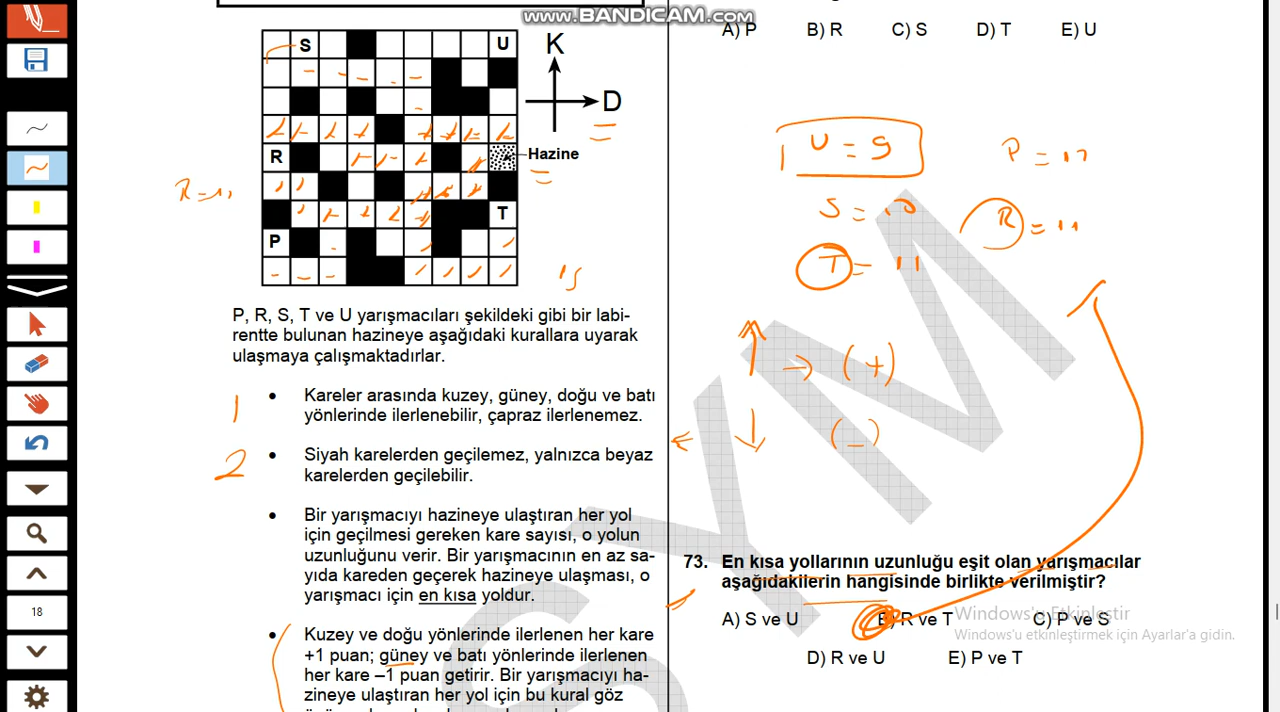 www.BANDICAM.com
S
U
R
Hazine
T
P
K
D
R = 11
15
P, R, S, T ve U yarışmacıları şekildeki gibi bir labi-
rentte bulunan hazineye aşağıdaki kurallara uyarak
ulaşmaya çalışmaktadırlar.
1
• Kareler arasında kuzey, güney, doğu ve batı
yönlerinde ilerlenebilir, çapraz ilerlenemez.
2
• Siyah karelerden geçilemez, yalnızca beyaz
karelerden geçilebilir.
• Bir yarışmacıyı hazineye ulaştıran her yol
için geçilmesi gereken kare sayısı, o yolun
uzunluğunu verir. Bir yarışmacının en az sa-
yıda kareden geçerek hazineye ulaşması, o
yarışmacı için en kısa yoldur.
• Kuzey ve doğu yönlerinde ilerlenen her kare
+1 puan; güney ve batı yönlerinde ilerlenen
her kare –1 puan getirir. Bir yarışmacıyı ha-
zineye ulaştıran her yol için bu kural göz
A) P B) R C) S D) T E) U
U = 9
P = 17
S = 10
R = 11
T = 11
(+)
(-)
73. En kısa yollarının uzunluğu eşit olan yarışmacılar
aşağıdakilerin hangisinde birlikte verilmiştir?
A) S ve U B) R ve T C) P ve S
D) R ve U E) P ve T
Windows'u Etkinleştir
Windows'u etkinleştirmek için Ayarlar'a gidin.
18